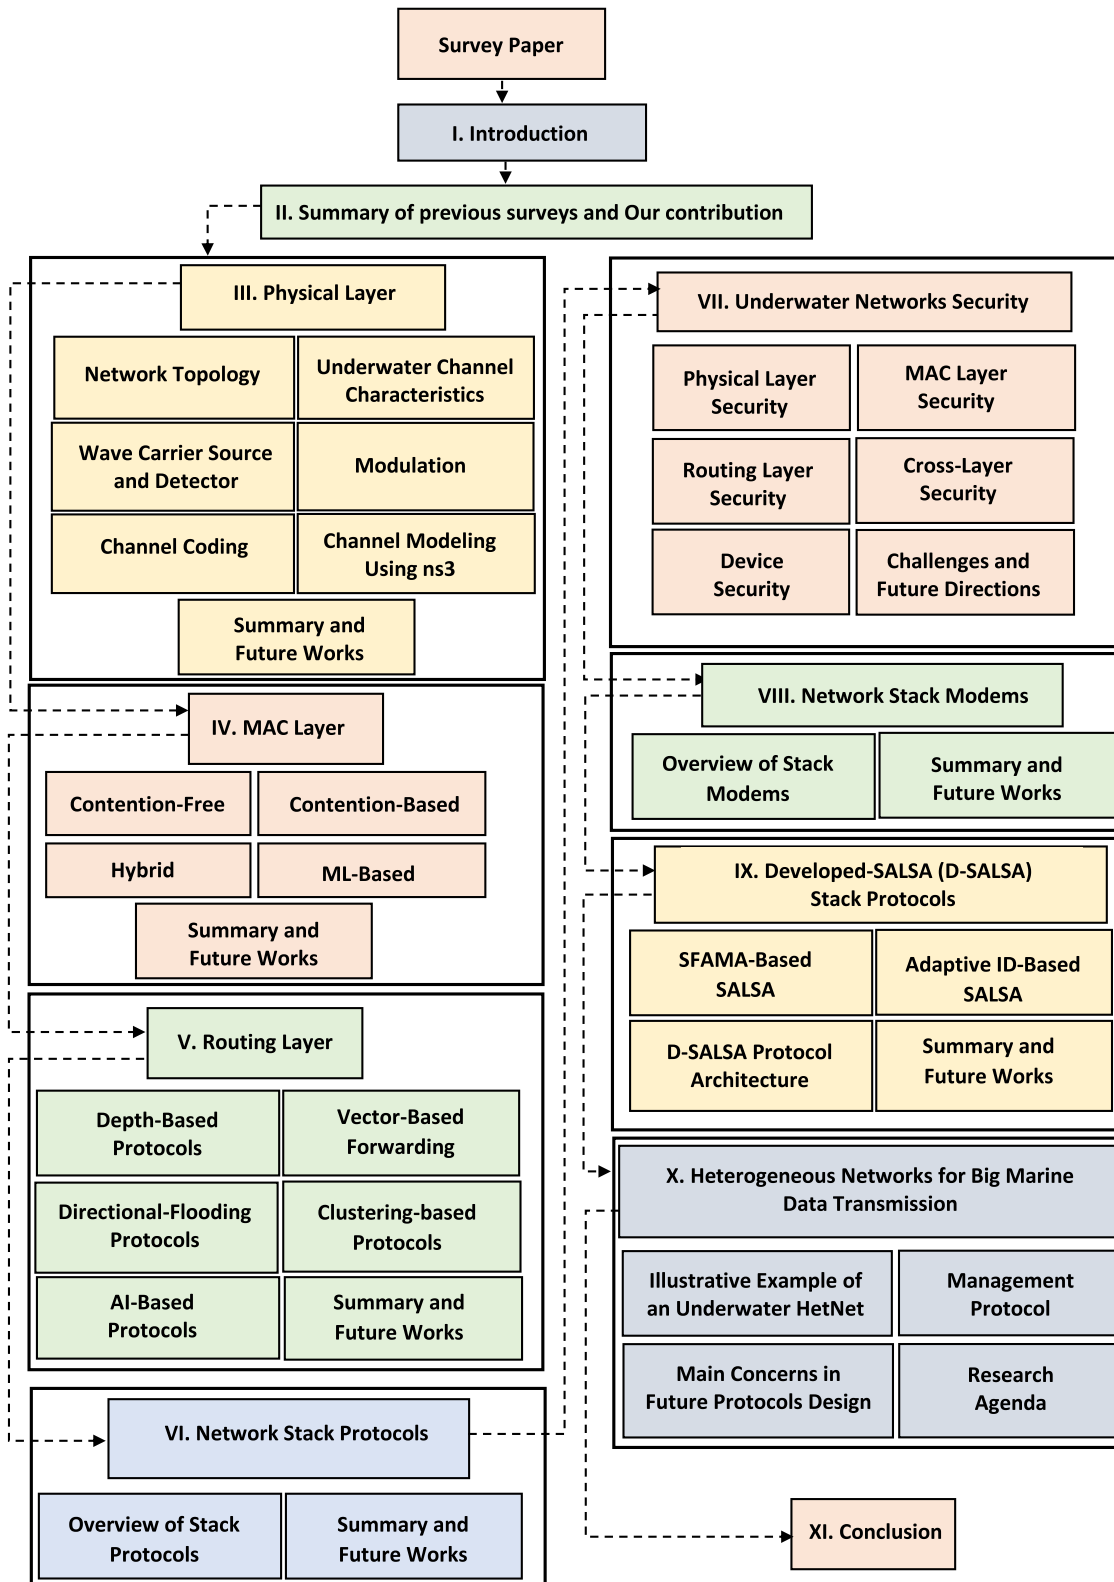 Survey Paper
I. Introduction
II. Summary of previous surveys and Our contribution
III. Physical Layer
Network Topology
Underwater Channel
Characteristics
Wave Carrier Source
and Detector
Modulation
Channel Coding
Channel Modeling
Using ns3
Summary and
Future Works
IV. MAC Layer
Contention-Free
Contention-Based
Hybrid
ML-Based
Summary and
Future Works
V. Routing Layer
Depth-Based
Protocols
Vector-Based
Forwarding
Directional-Flooding
Protocols
Clustering-based
Protocols
AI-Based
Protocols
Summary and
Future Works
VI. Network Stack Protocols
Overview of Stack
Protocols
Summary and
Future Works
VII. Underwater Networks Security
Physical Layer
Security
MAC Layer
Security
Routing Layer
Security
Cross-Layer
Security
Device
Security
Challenges and
Future Directions
VIII. Network Stack Modems
Overview of Stack
Modems
Summary and
Future Works
IX. Developed-SALSA (D-SALSA)
Stack Protocols
SFAMA-Based
SALSA
Adaptive ID-Based
SALSA
D-SALSA Protocol
Architecture
Summary and
Future Works
X. Heterogeneous Networks for Big Marine
Data Transmission
Illustrative Example of
an Underwater HetNet
Management
Protocol
Main Concerns in
Future Protocols Design
Research
Agenda
XI. Conclusion